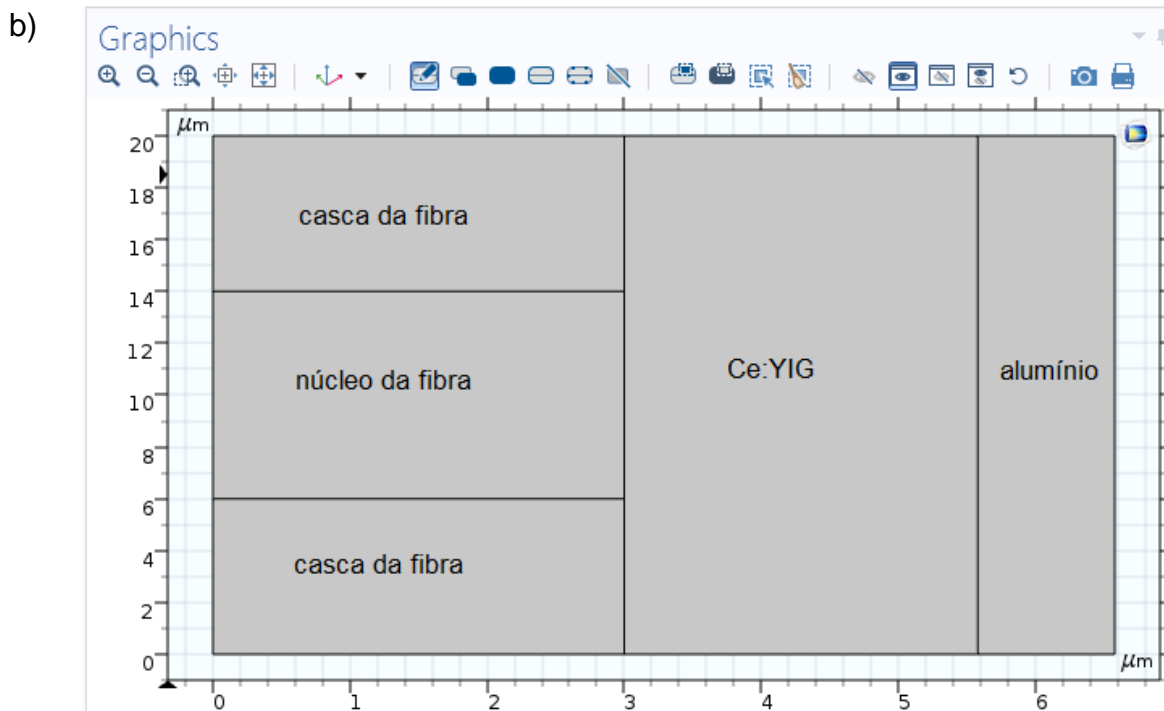 b)
Graphics
μm
20
18
16
14
12
10
8
6
4
2
0
casca da fibra
núcleo da fibra
casca da fibra
Ce:YIG
alumínio
μm
0 1 2 3 4 5 6